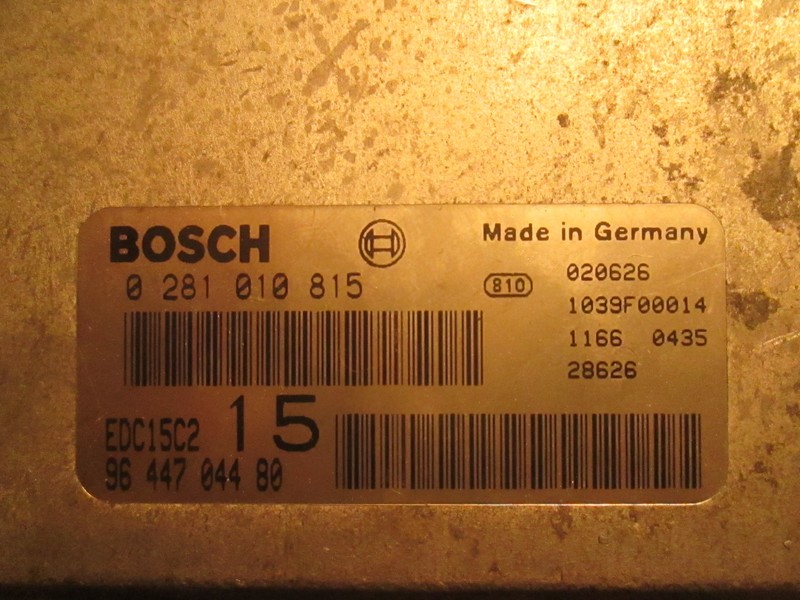 BOSCH
Made in Germany
0 281 010 815
810
020626
1039F00014
1166 0435
28626
EDC15C2 15
96 447 044 80